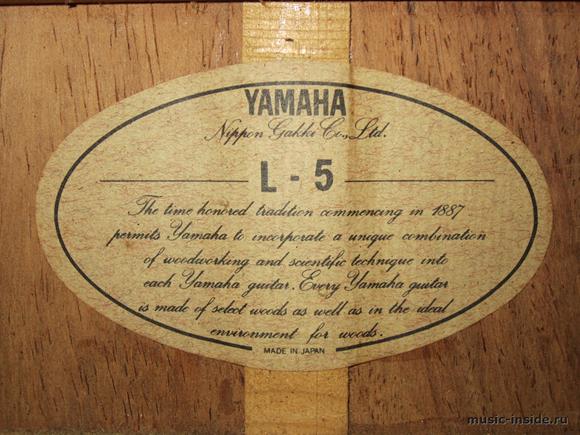 YAMAHA
Nippon Gakki Co., Ltd.
L - 5
The time honored tradition commencing in 1887
permits Yamaha to incorporate a unique combination
of woodworking and scientific technique into
each Yamaha guitar. Every Yamaha guitar
is made of select woods as well as in the ideal
environment for woods.
MADE IN JAPAN
music-inside.ru